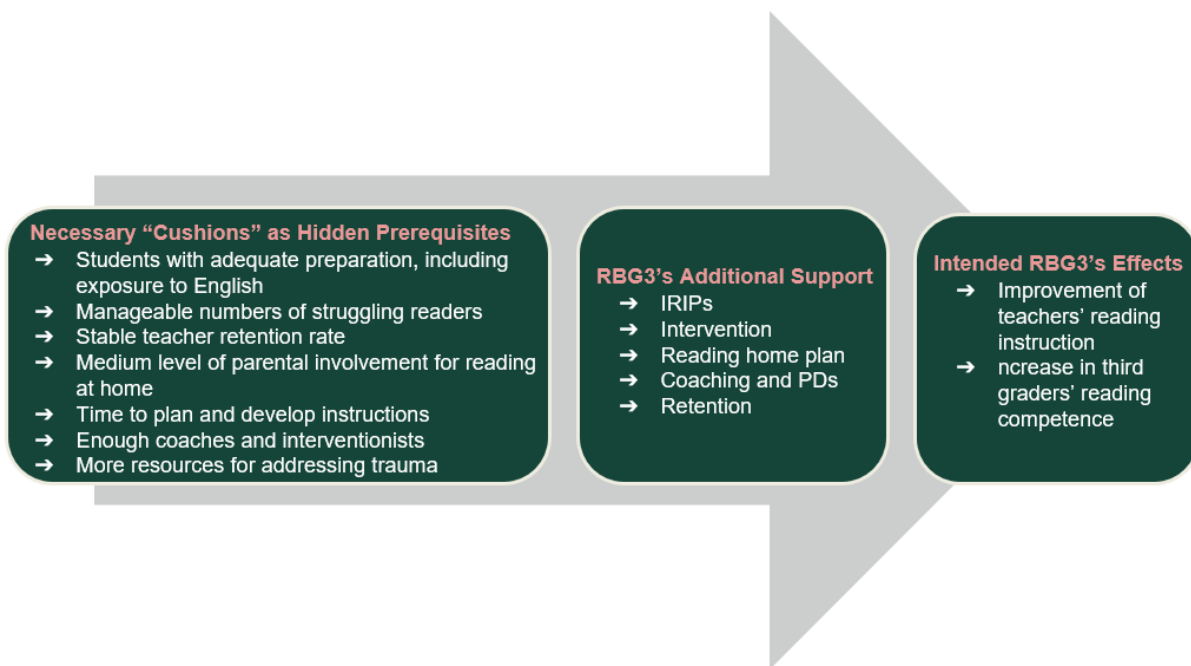 Necessary “Cushions” as Hidden Prerequisites
➔ Students with adequate preparation, including
exposure to English
➔ Manageable numbers of struggling readers
➔ Stable teacher retention rate
➔ Medium level of parental involvement for reading
at home
➔ Time to plan and develop instructions
➔ Enough coaches and interventionists
➔ More resources for addressing trauma
RBG3’s Additional Support
➔ IRIPs
➔ Intervention
➔ Reading home plan
➔ Coaching and PDs
➔ Retention
Intended RBG3’s Effects
➔ Improvement of
teachers’ reading
instruction
➔ ncrease in third
graders’ reading
competence